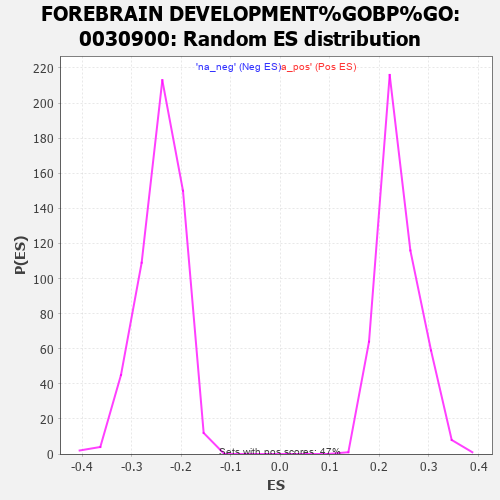 FOREBRAIN DEVELOPMENT%GOBP%GO:
0030900: Random ES distribution
'na_neg' (Neg ES)
a_pos' (Pos ES)
220
200
180
160
140
120
100
80
60
40
20
0
P(ES)
Sets with pos scores: 47%
-0.4 -0.3 -0.2 -0.1 0.0 0.1 0.2 0.3 0.4
ES